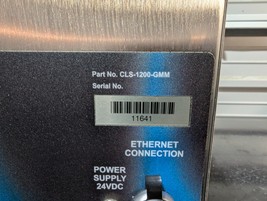 Part No. CLS-1200-GMM
Serial No.
11641
ETHERNET
CONNECTION
POWER
SUPPLY
24VDC